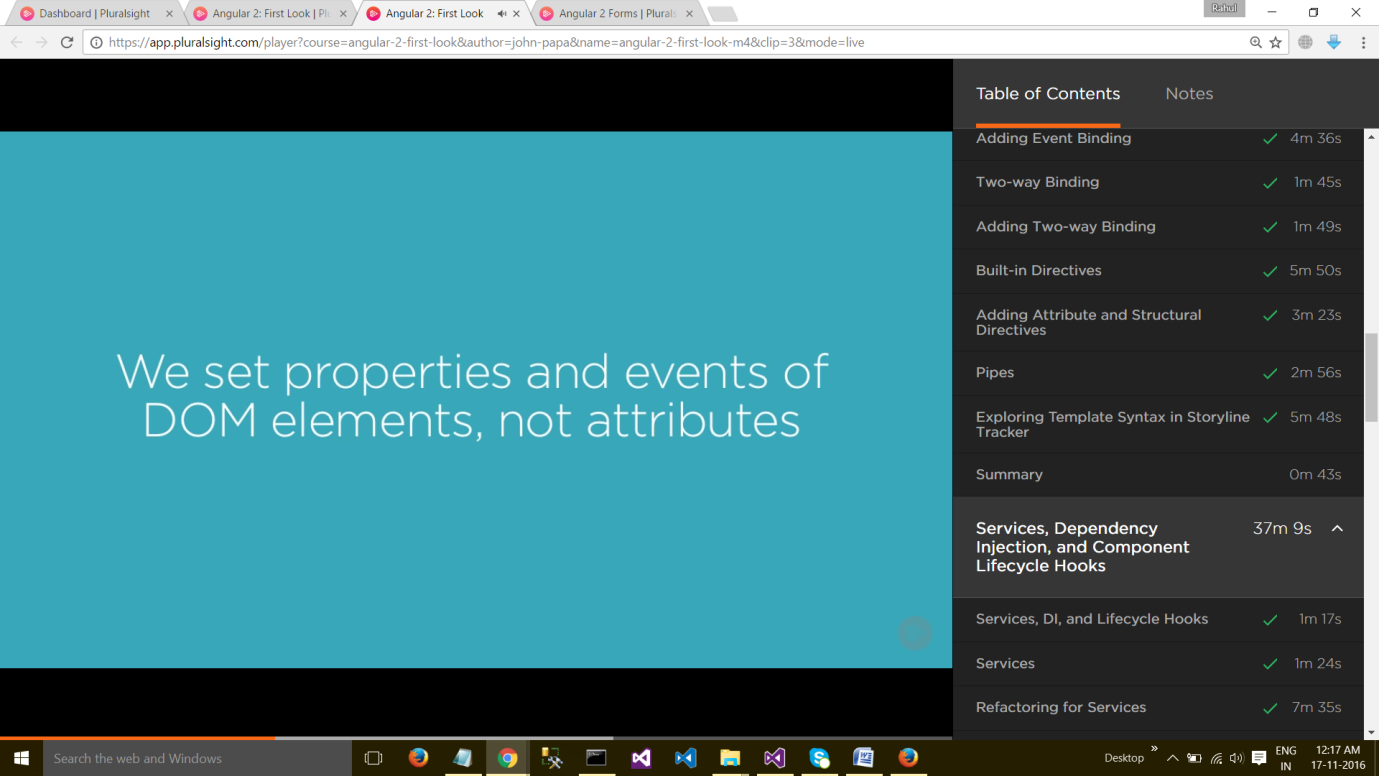 Dashboard | Pluralsight
Angular 2: First Look | Pl
Angular 2: First Look
Angular 2 Forms | Plurals
Rahul
https://app.pluralsight.com/player?course=angular-2-first-look&author=john-papa&name=angular-2-first-look-m4&clip=3&mode=live
We set properties and events of
DOM elements, not attributes
Table of Contents
Notes
Adding Event Binding 4m 36s
Two-way Binding 1m 45s
Adding Two-way Binding 1m 49s
Built-in Directives 5m 50s
Adding Attribute and Structural 3m 23s
Directives
Pipes 2m 56s
Exploring Template Syntax in Storyline 5m 48s
Tracker
Summary 0m 43s
Services, Dependency 37m 9s
Injection, and Component
Lifecycle Hooks
Services, DI, and Lifecycle Hooks 1m 17s
Services 1m 24s
Refactoring for Services 7m 35s
Search the web and Windows
Desktop
ENG
IN
12:17 AM
17-11-2016